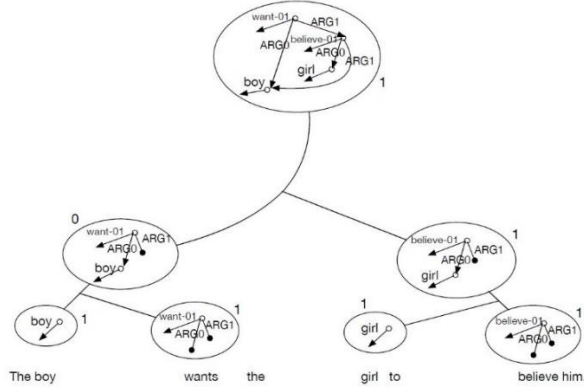 want-01 ARG1
ARG0 believe-01
ARG0
girl ARG1
boy
1
0
want-01
ARG0 ARG1
boy
1
believe-01
ARG0 ARG1
girl
boy 1
want-01 1
ARG0 ARG1
1
girl
1
believe-01
ARG0 ARG1
The boy wants the girl to believe him